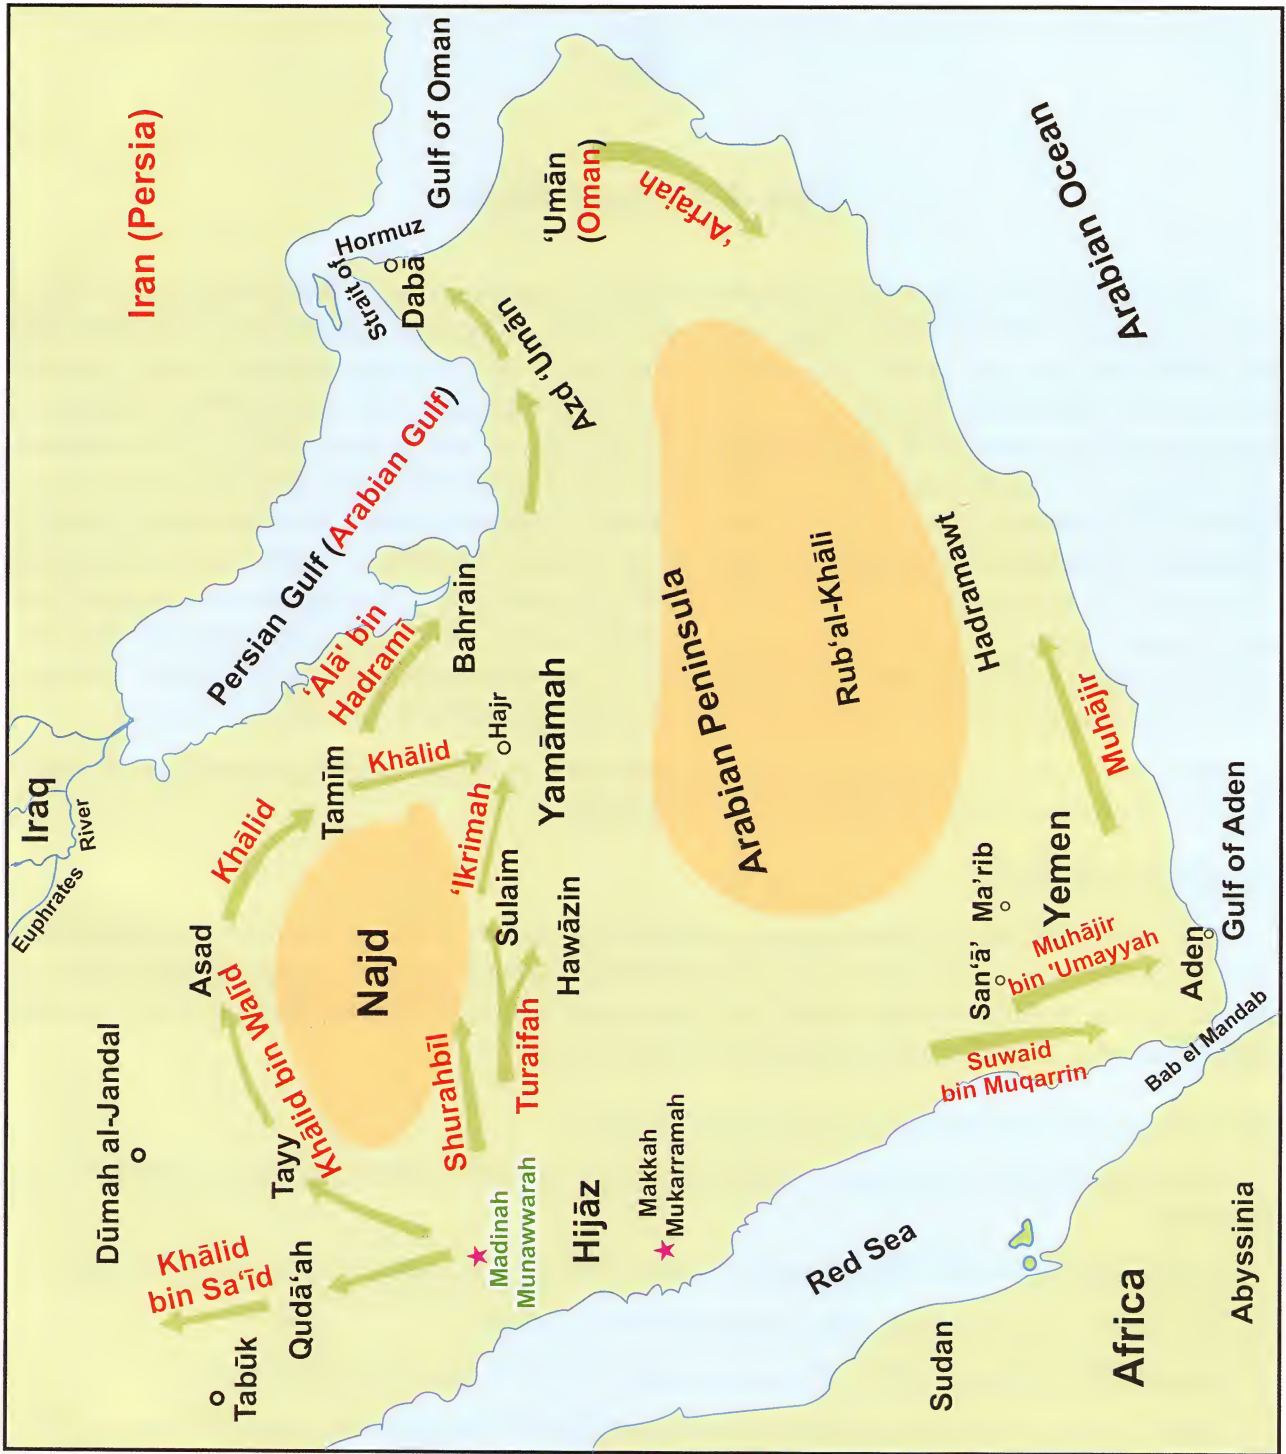 Iran (Persia)
Iraq
Euphrates
River
Gulf of Oman
Strait of
Hormuz
Dabā
Persian Gulf (Arabian Gulf)
'Umān
(Oman)
'Arfajah
Azd 'Umān
Arabian Ocean
'Alā' bin
Hadramī
Bahrain
Tamīm
Khālid
Hajr
Yamāmah
Khālid
'Ikrimah
Sulaim
Hawāzin
Asad
Najd
Khālid bin Walīd
Shurahbīl
Turaifah
Dūmah al-Jandal
Tayy
Khālid
bin Sa'īd
Qudā'ah
Tabūk
Madinah
Munawwarah
Hijāz
Makkah
Mukarramah
Arabian Peninsula
Rub'al-Khāli
Hadramawt
Muhājir
Ma'rib
Yemen
San'ā'
Muhājir
bin 'Umayyah
Aden
Gulf of Aden
Suwaid
bin Muqarrin
Bab el Mandab
Red Sea
Sudan
Africa
Abyssinia